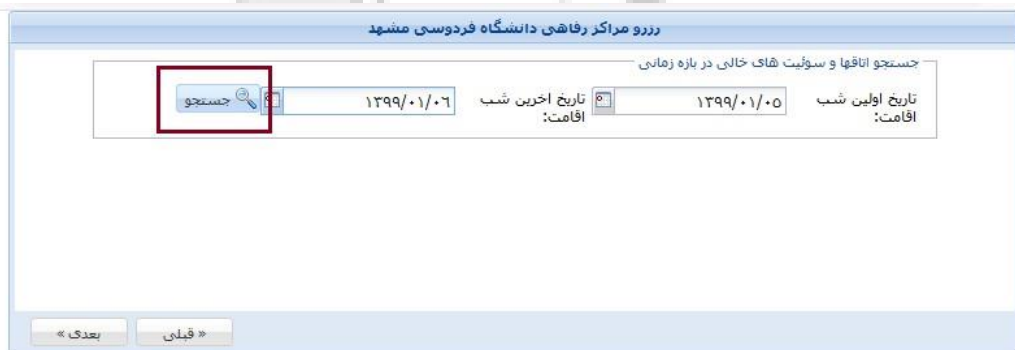 رزرو مراکز رفاهی دانشگاه فردوسی مشهد
جستجو اتاقها و سوئیت های خالی در بازه زمانی
تاریخ اولین شب اقامت:
۱۳۹۹/۰۱/۰۵
تاریخ اخرین شب اقامت:
۱۳۹۹/۰۱/۰۶
جستجو
« قبلی
بعدی »